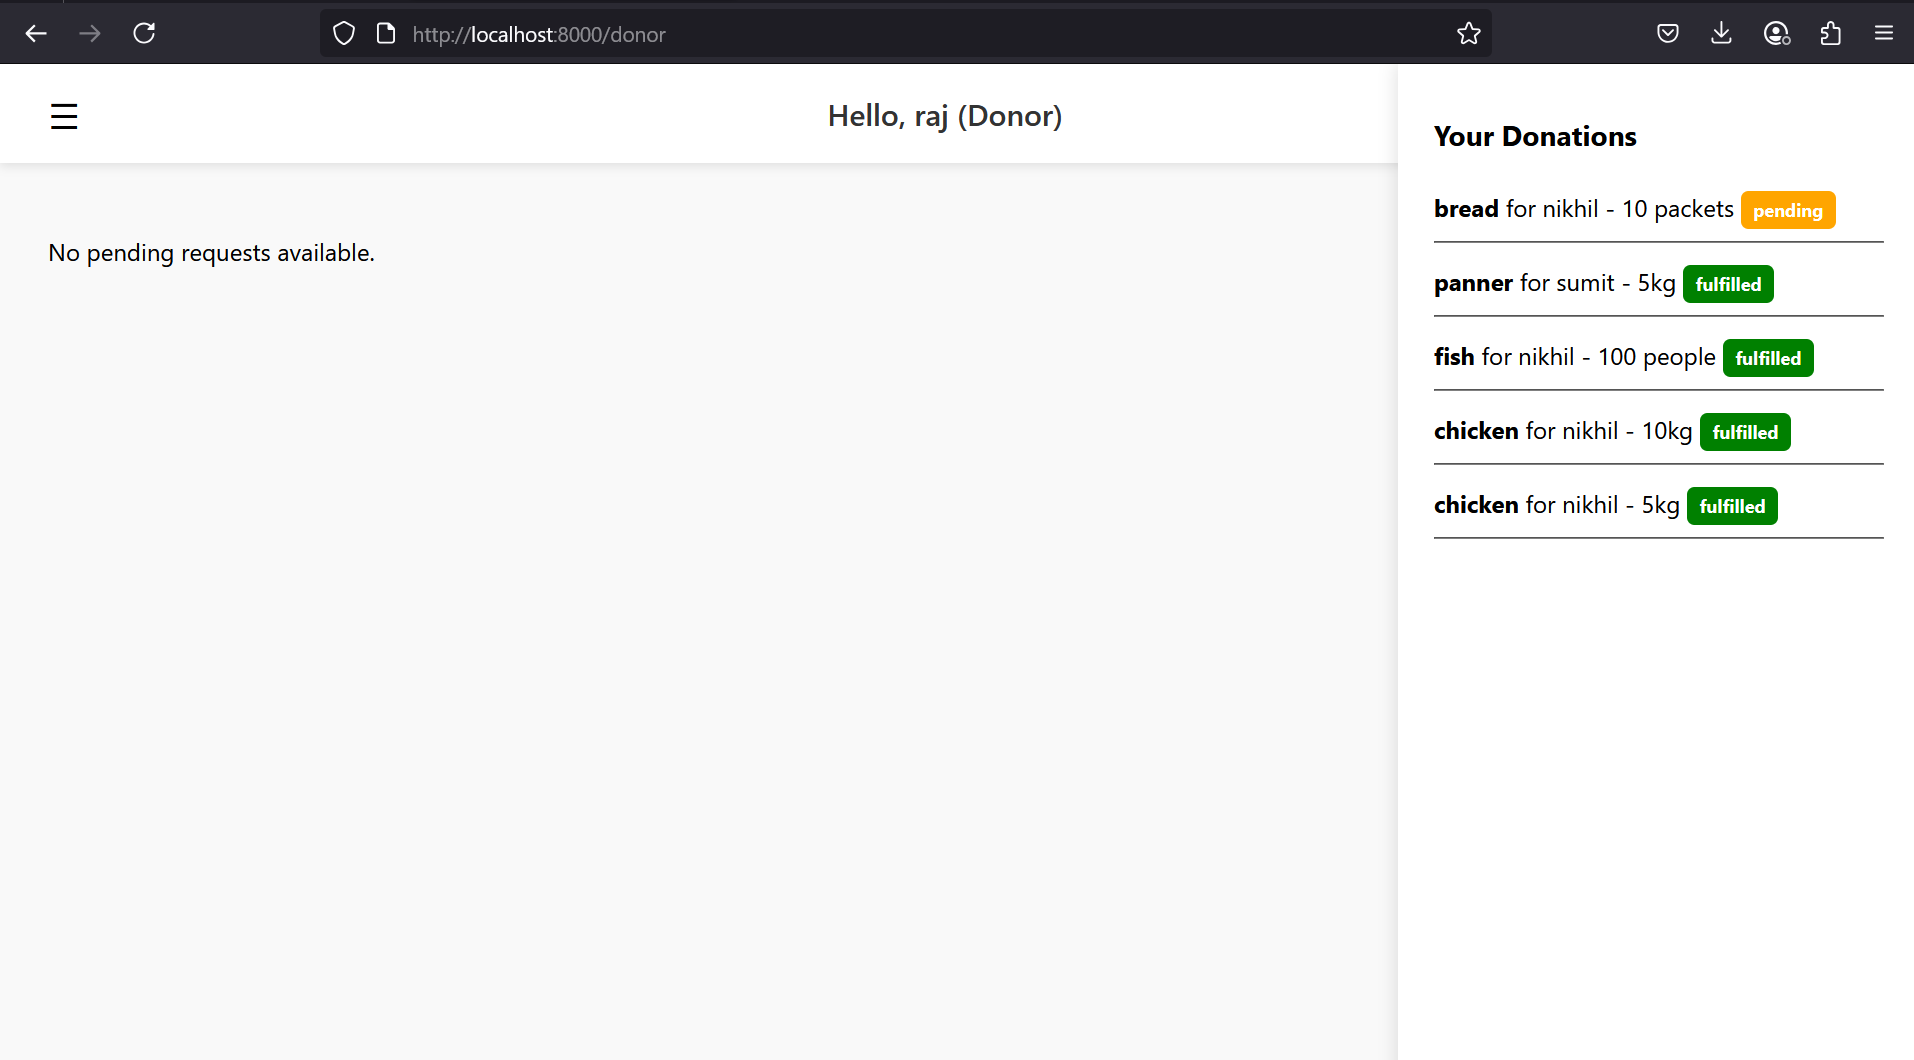 http://localhost:8000/donor
Hello, raj (Donor)
No pending requests available.
Your Donations
bread for nikhil - 10 packets pending
panner for sumit - 5kg fulfilled
fish for nikhil - 100 people fulfilled
chicken for nikhil - 10kg fulfilled
chicken for nikhil - 5kg fulfilled